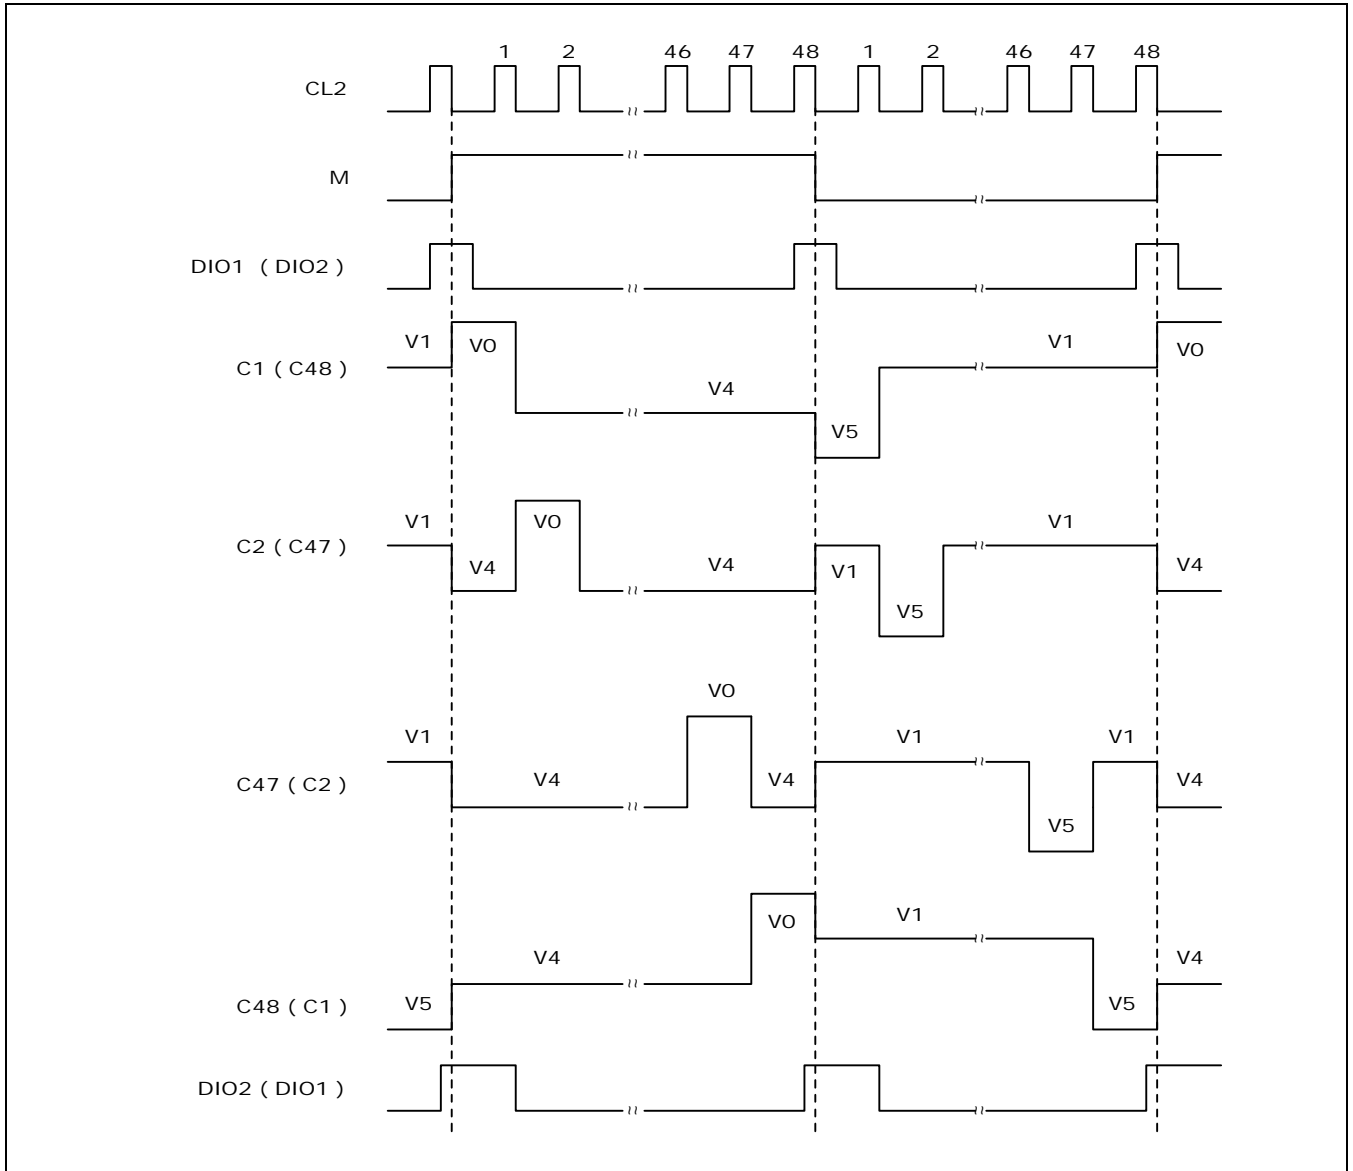 1 2 46 47 48 1 2 46 47 48
CL2
M
DIO1 ( DIO2 )
V1 V0 V4 V5 V1 V0
C1 ( C48 )
V1 V4 V0 V4 V1 V5 V1 V4
C2 ( C47 )
V1 V4 V0 V4 V1 V5 V1 V4
C47 ( C2 )
V5 V4 V0 V1 V5 V4
C48 ( C1 )
DIO2 ( DIO1 )